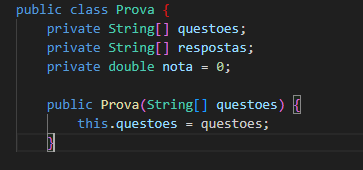 public class Prova {
    private String[] questoes;
    private String[] respostas;
    private double nota = 0;

    public Prova(String[] questoes) {
        this.questoes = questoes;
    }